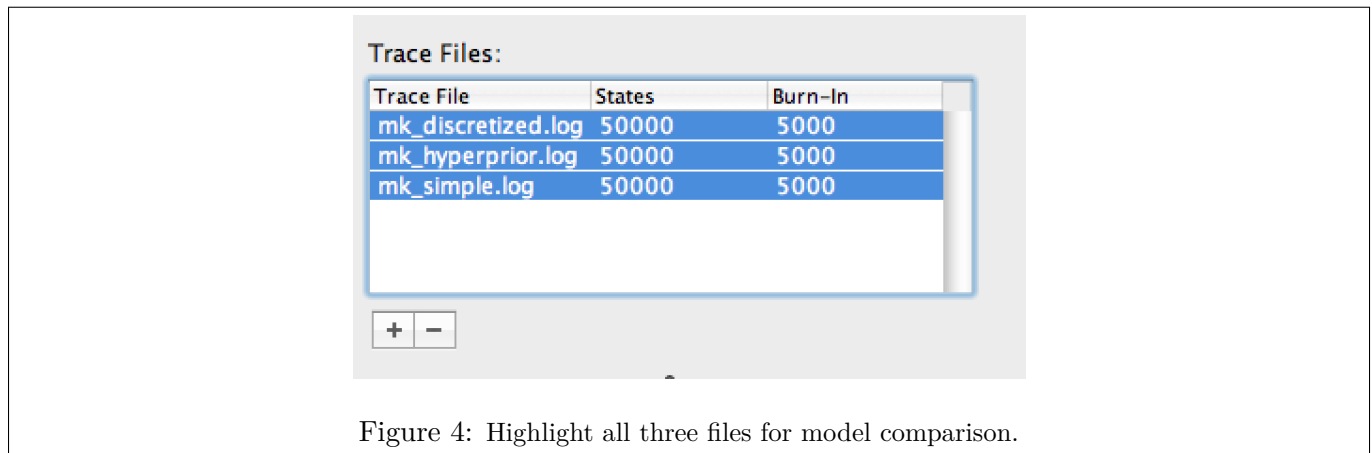 Trace Files:
Trace File States Burn-In
mk_discretized.log 50000 5000
mk_hyperprior.log 50000 5000
mk_simple.log 50000 5000
+ −
Figure 4: Highlight all three files for model comparison.